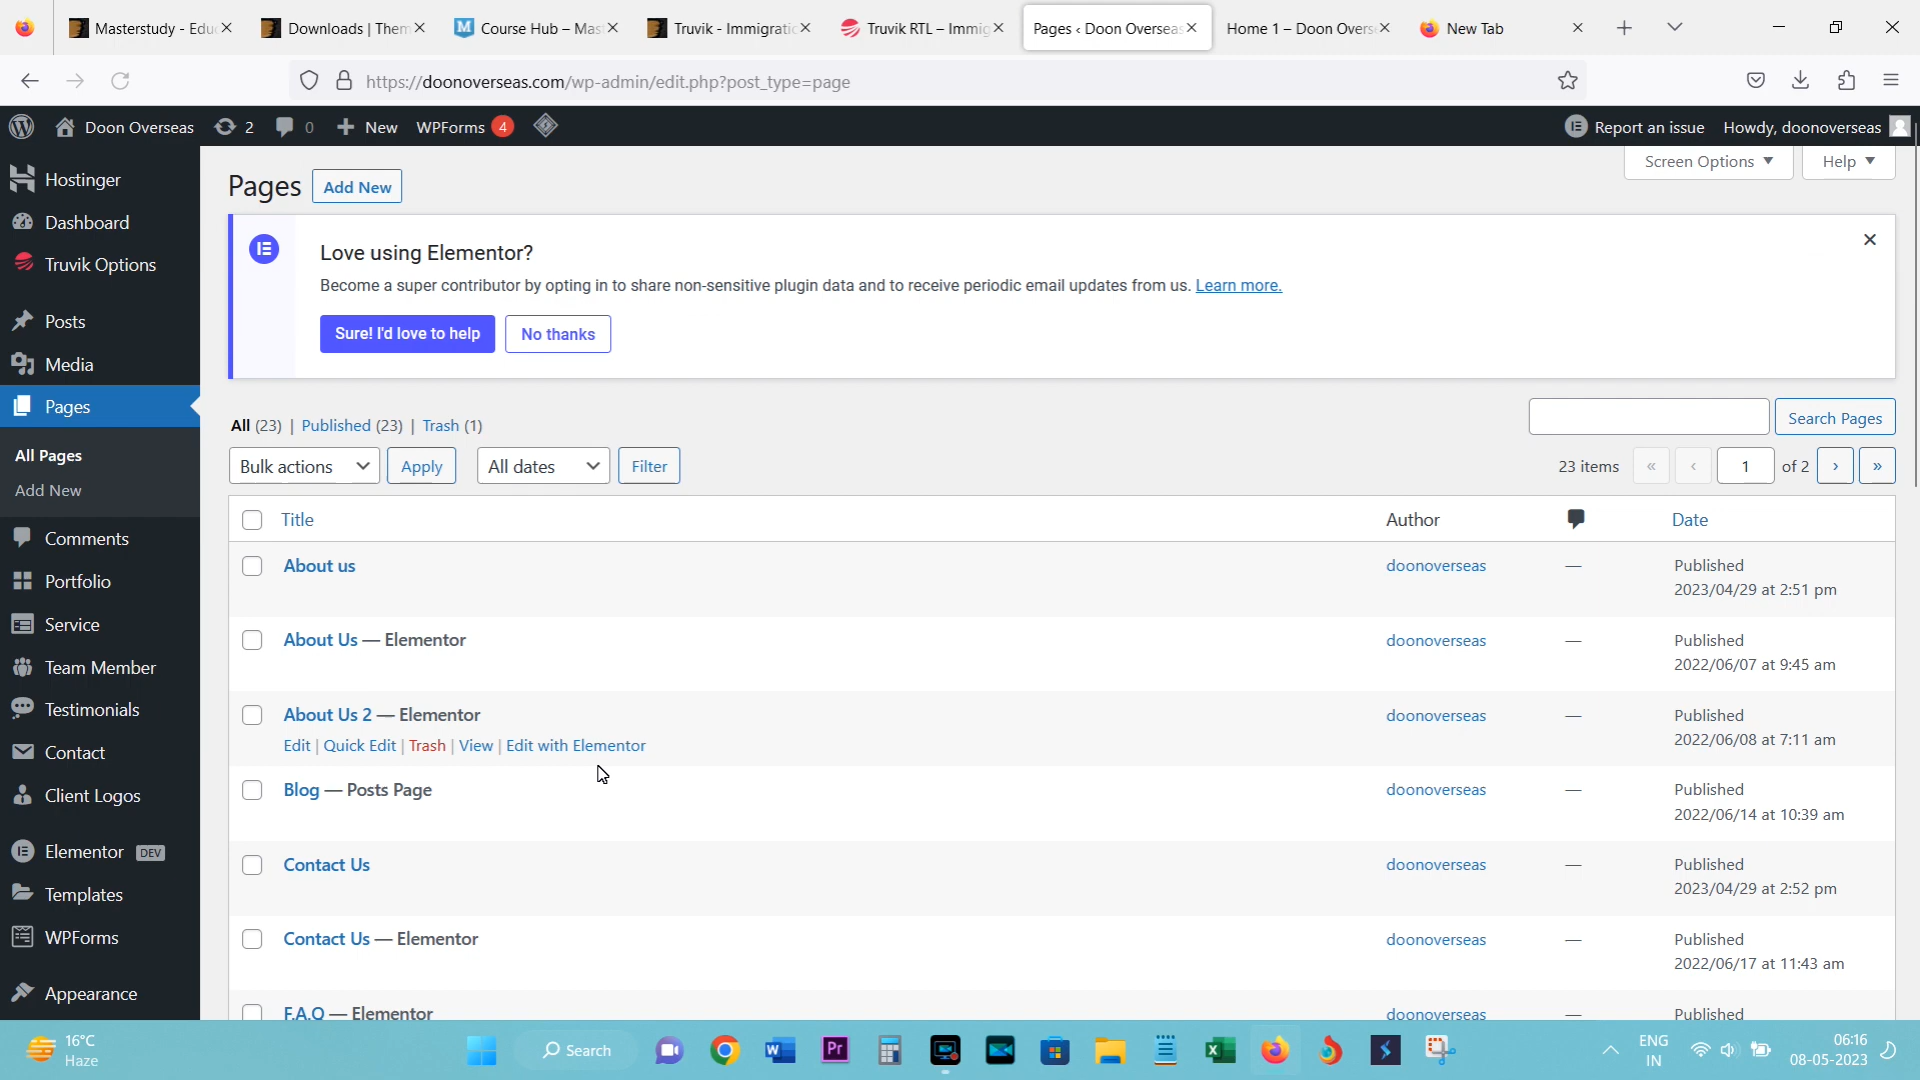 Masterstudy - Edu
Downloads | Them
Course Hub – Mas
Truvik - Immigratio
Truvik RTL – Immig
Pages ‹ Doon Overseas
Home 1 – Doon Overse
New Tab
https://doonoverseas.com/wp-admin/edit.php?post_type=page
Doon Overseas
2
0
New
WPForms 4
Report an issue
Howdy, doonoverseas
Hostinger
Dashboard
Truvik Options
Posts
Media
Pages
All Pages
Add New
Comments
Portfolio
Service
Team Member
Testimonials
Contact
Client Logos
Elementor DEV
Templates
WPForms
Appearance
Screen Options
Help
Pages
Add New
Love using Elementor?
Become a super contributor by opting in to share non-sensitive plugin data and to receive periodic email updates from us. Learn more.
Sure! I'd love to help
No thanks
All (23) | Published (23) | Trash (1)
Search Pages
Bulk actions
Apply
All dates
Filter
23 items « ‹ 1 of 2 › »
Title Author Date
About us doonoverseas — Published
2023/04/29 at 2:51 pm
About Us — Elementor doonoverseas — Published
2022/06/07 at 9:45 am
About Us 2 — Elementor doonoverseas — Published
Edit | Quick Edit | Trash | View | Edit with Elementor 2022/06/08 at 7:11 am
Blog — Posts Page doonoverseas — Published
2022/06/14 at 10:39 am
Contact Us doonoverseas — Published
2023/04/29 at 2:52 pm
Contact Us — Elementor doonoverseas — Published
2022/06/17 at 11:43 am
F.A.Q — Elementor doonoverseas — Published
16°C
Haze
Search
Pr
ENG
IN
06:16
08-05-2023